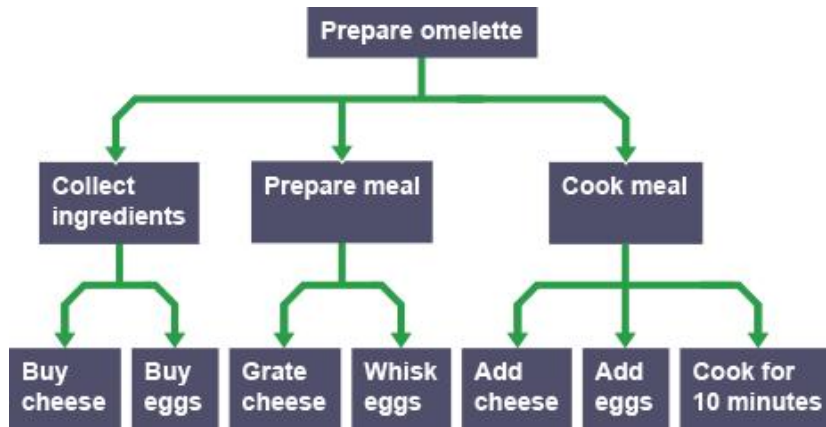 Prepare omelette
Collect
ingredients
Prepare meal
Cook meal
Buy
cheese
Buy
eggs
Grate
cheese
Whisk
eggs
Add
cheese
Add
eggs
Cook for
10 minutes